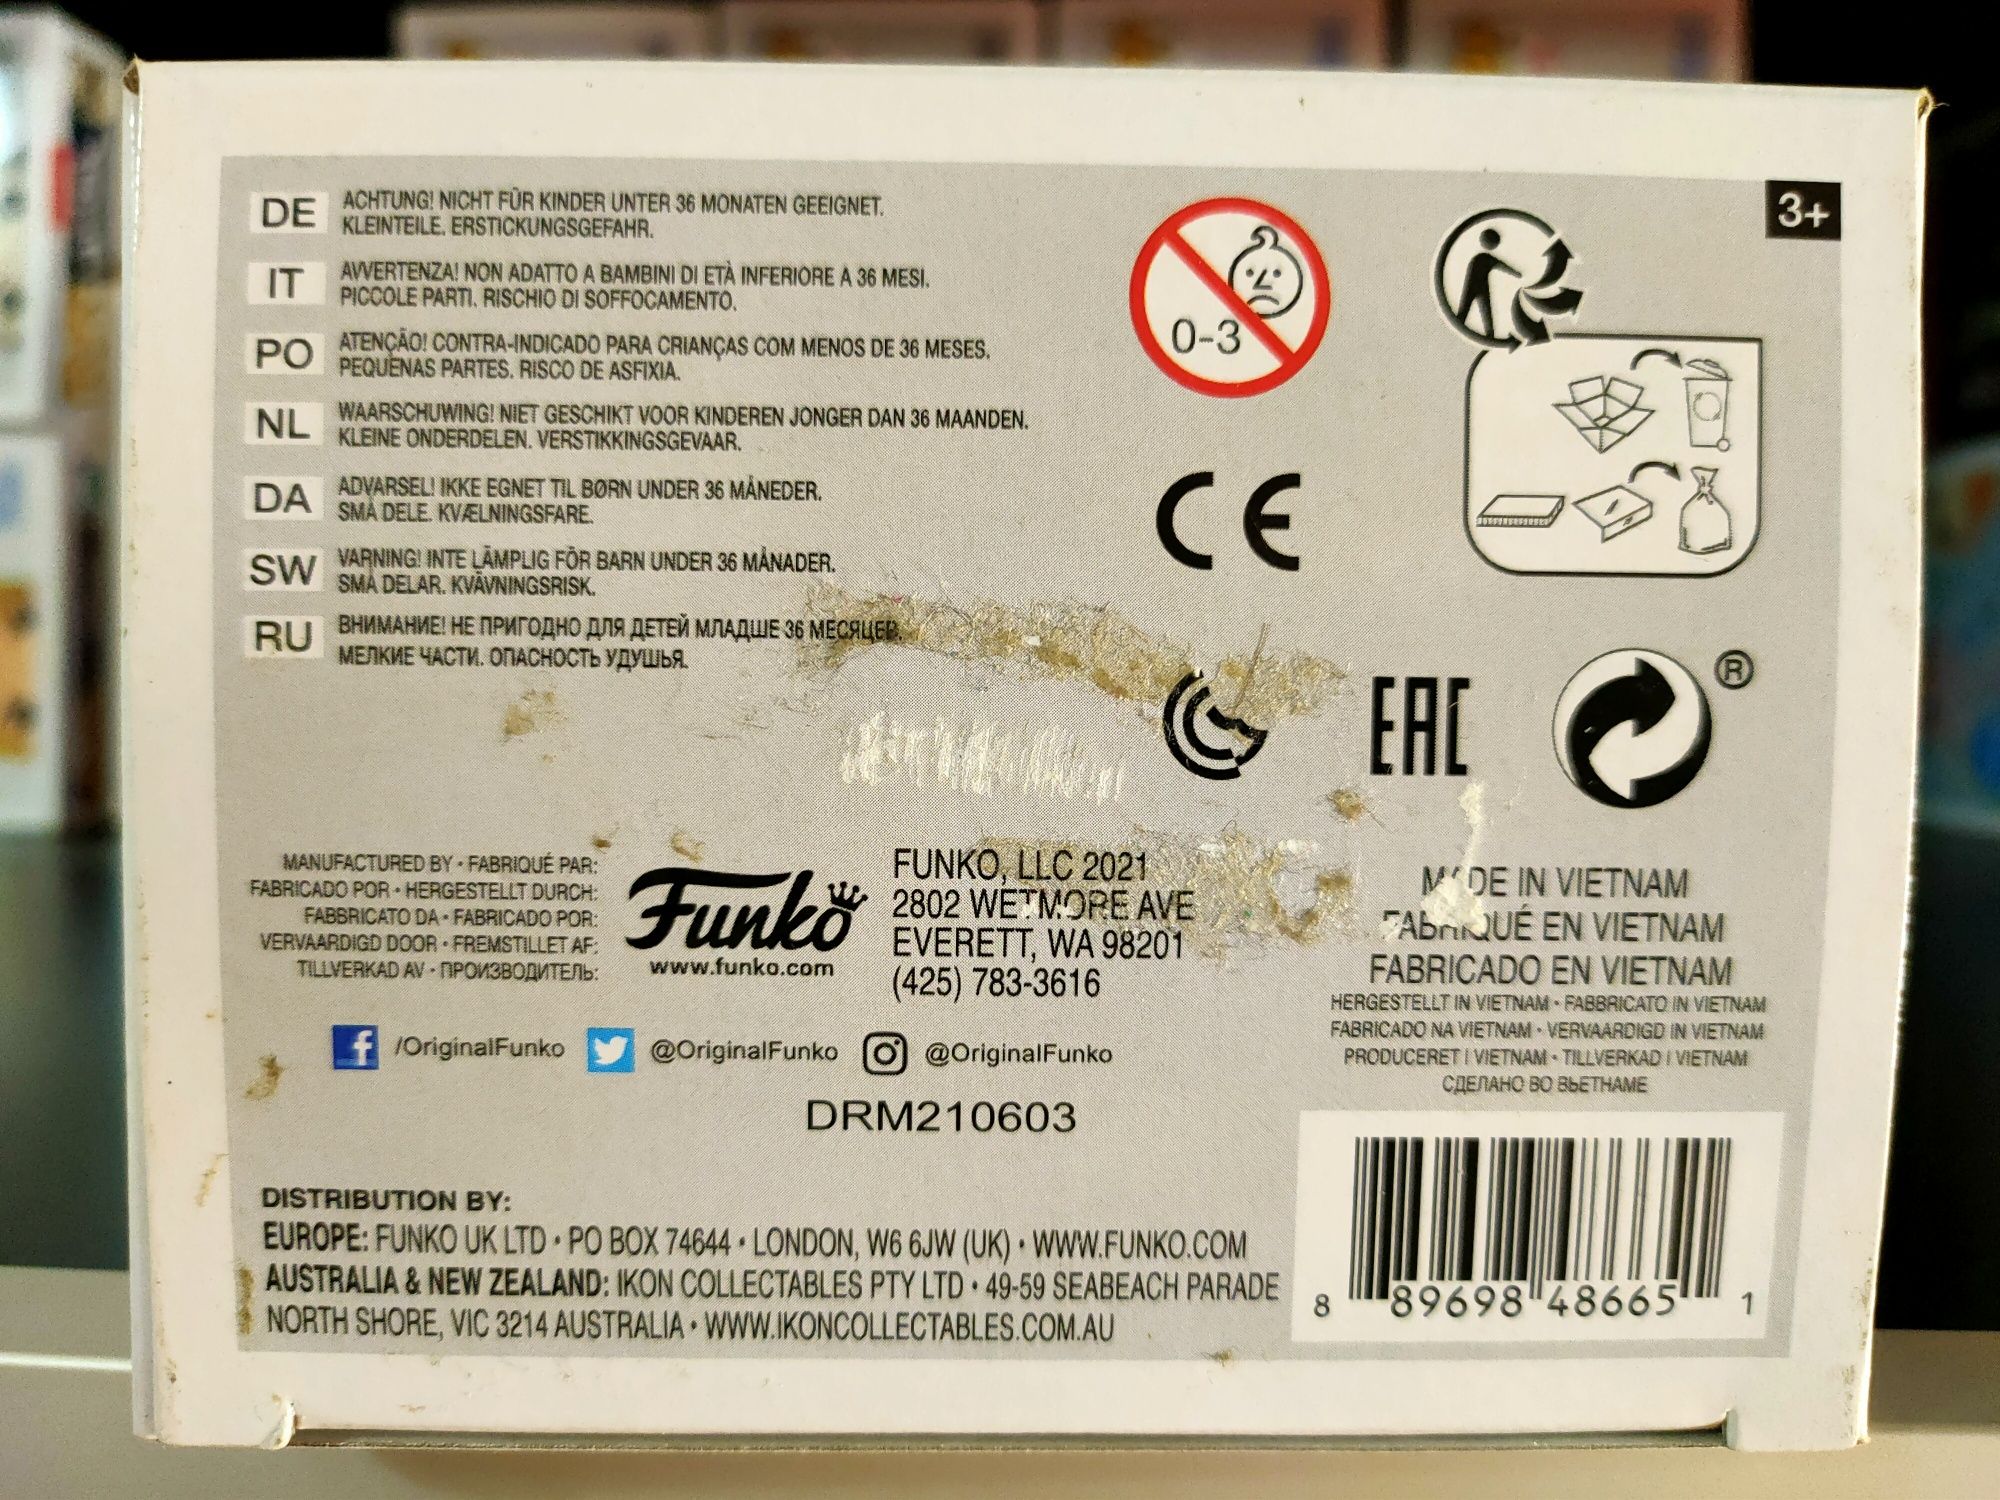 DE ACHTUNG! NICHT FÜR KINDER UNTER 36 MONATEN GEEIGNET.
KLEINTEILE. ERSTICKUNGSGEFAHR.
IT AVVERTENZA! NON ADATTO A BAMBINI DI ETÀ INFERIORE A 36 MESI.
PICCOLE PARTI. RISCHIO DI SOFFOCAMENTO.
PO ATENÇÃO! CONTRA-INDICADO PARA CRIANÇAS COM MENOS DE 36 MESES.
PEQUENAS PARTES. RISCO DE ASFIXIA.
NL WAARSCHUWING! NIET GESCHIKT VOOR KINDEREN JONGER DAN 36 MAANDEN.
KLEINE ONDERDELEN. VERSTIKKINGSGEVAAR.
DA ADVARSEL! IKKE EGNET TIL BØRN UNDER 36 MÅNEDER.
SMÅ DELE. KVÆLNINGSFARE.
SW VARNING! INTE LÄMPLIG FÖR BARN UNDER 36 MÅNADER.
SMÅ DELAR. KVÄVNINGSRISK.
RU ВНИМАНИЕ! НЕ ПРИГОДНО ДЛЯ ДЕТЕЙ МЛАДШЕ 36 МЕСЯЦЕВ.
МЕЛКИЕ ЧАСТИ. ОПАСНОСТЬ УДУШЬЯ.
0-3
3+
CE
EAC
®
MANUFACTURED BY • FABRIQUÉ PAR:
FABRICADO POR • HERGESTELLT DURCH:
FABBRICATO DA • FABRICADO POR:
VERVAARDIGD DOOR • FREMSTILLET AF:
TILLVERKAD AV • ПРОИЗВОДИТЕЛЬ:
Funko
www.funko.com
FUNKO, LLC 2021
2802 WETMORE AVE
EVERETT, WA 98201
(425) 783-3616
MADE IN VIETNAM
FABRIQUÉ EN VIETNAM
FABRICADO EN VIETNAM
HERGESTELLT IN VIETNAM • FABBRICATO IN VIETNAM
FABRICADO NA VIETNAM • VERVAARDIGD IN VIETNAM
PRODUCERET I VIETNAM • TILLVERKAD I VIETNAM
СДЕЛАНО ВО ВЬЕТНАМЕ
f /OriginalFunko @OriginalFunko @OriginalFunko
DRM210603
DISTRIBUTION BY:
EUROPE: FUNKO UK LTD • PO BOX 74644 • LONDON, W6 6JW (UK) • WWW.FUNKO.COM
AUSTRALIA & NEW ZEALAND: IKON COLLECTABLES PTY LTD • 49-59 SEABEACH PARADE
NORTH SHORE, VIC 3214 AUSTRALIA • WWW.IKONCOLLECTABLES.COM.AU
8 89698 48665 1